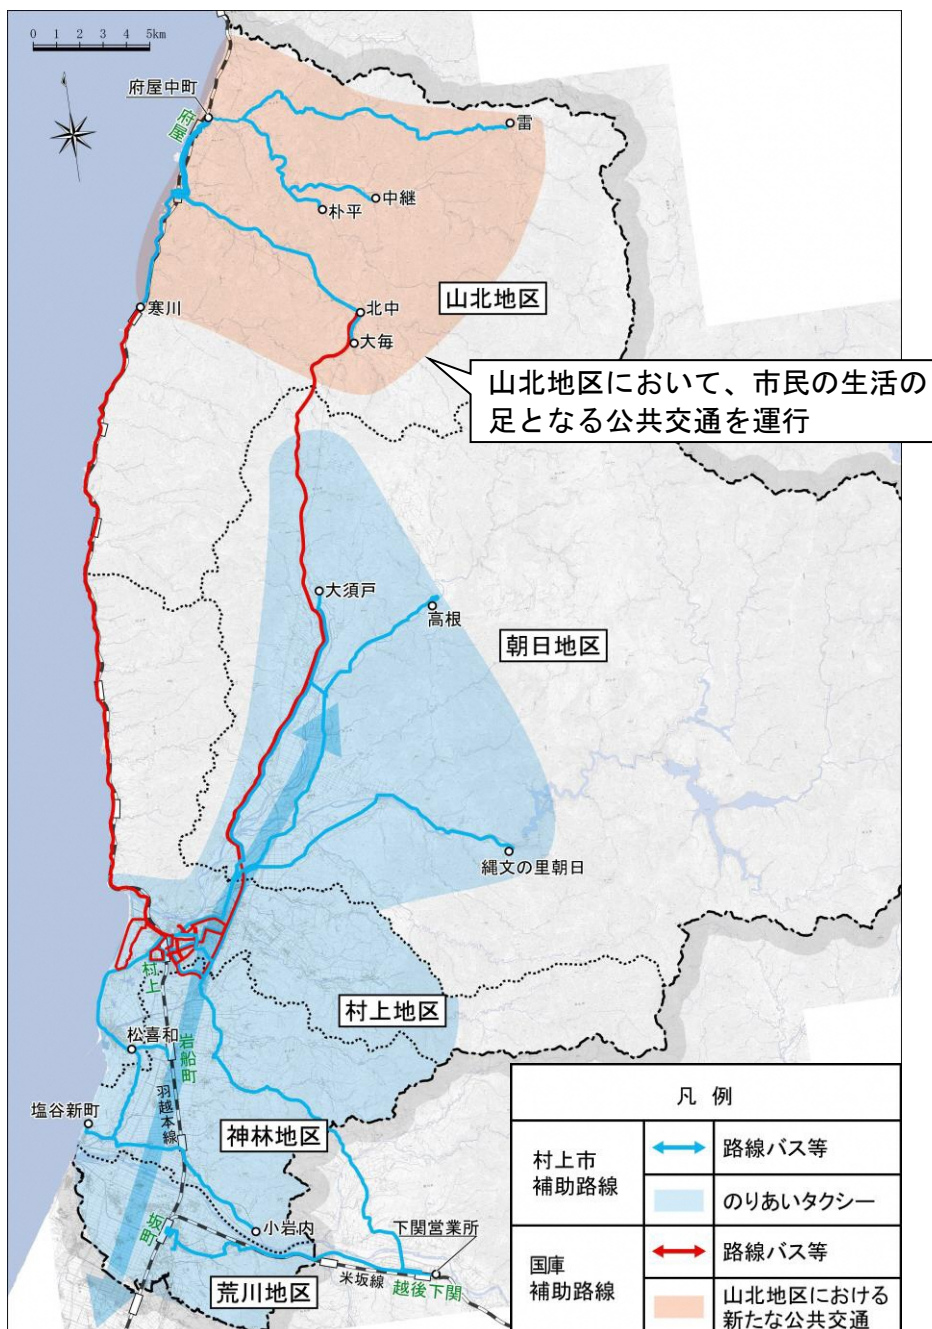 0 1 2 3 4 5km
府屋中町
府屋
雷
中継
朴平
寒川
北中
山北地区
大毎
山北地区において、市民の生活の
足となる公共交通を運行
大須戸
高根
朝日地区
縄文の里朝日
村上
村上地区
松喜和
岩船町
羽越本線
塩谷新町
神林地区
小岩内
下関営業所
坂町
米坂線
越後下関
荒川地区
凡 例
村上市
補助路線
路線バス等
のりあいタクシー
国庫
補助路線
路線バス等
山北地区における
新たな公共交通